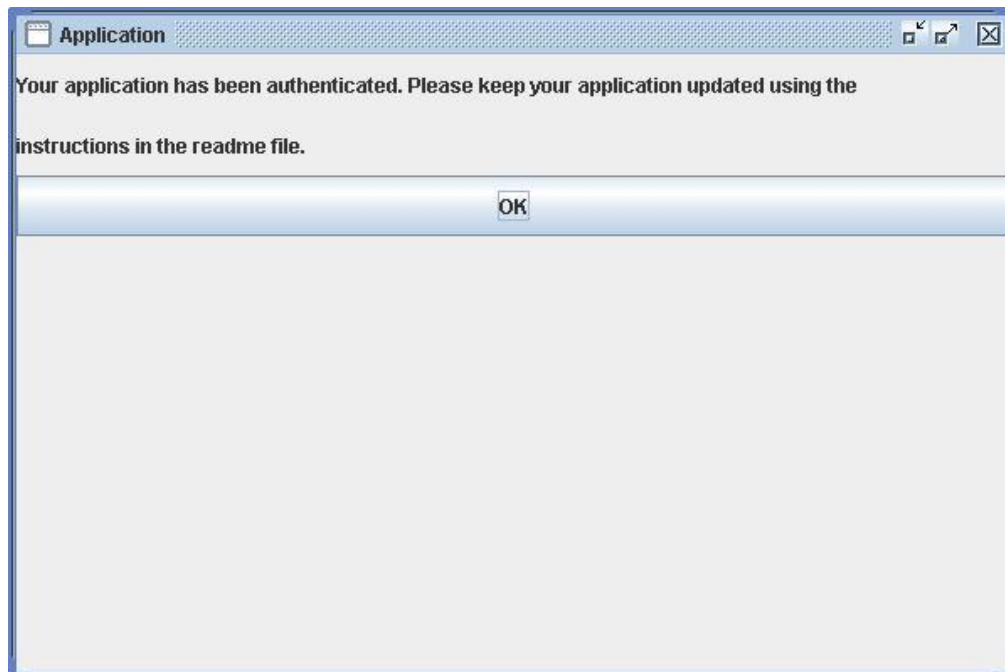 Application
Your application has been authenticated. Please keep your application updated using the
instructions in the readme file.
OK